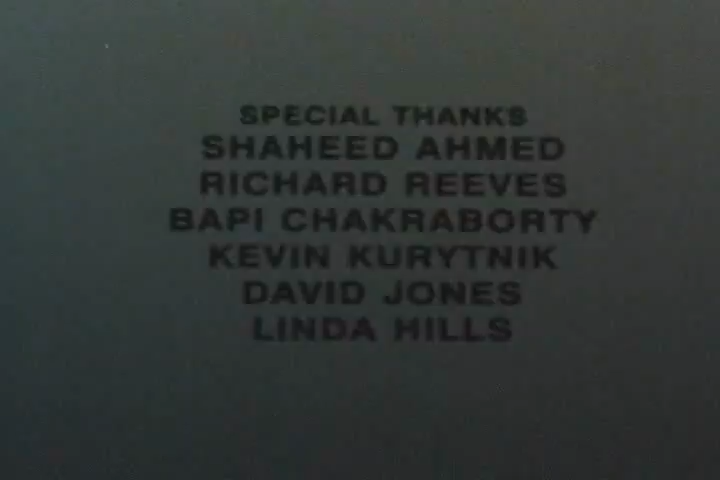 SPECIAL THANKS
SHAHEED AHMED
RICHARD REEVES
BAPI CHAKRABORTY
KEVIN KURYTNIK
DAVID JONES
LINDA HILLS